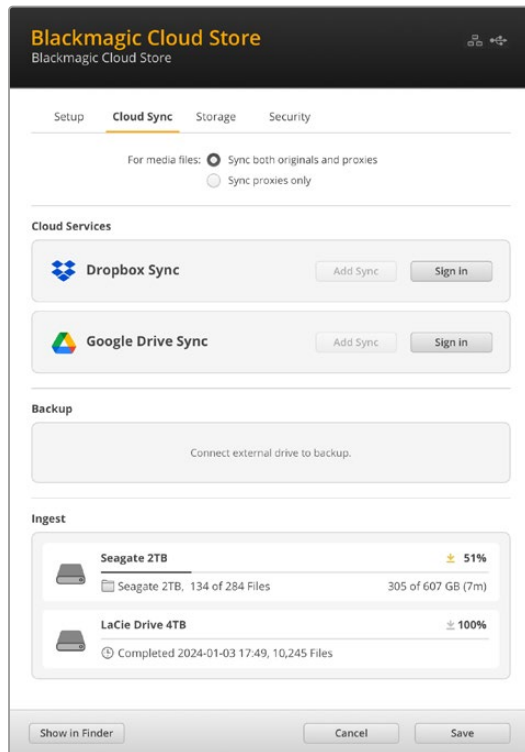 Blackmagic Cloud Store
Blackmagic Cloud Store
Setup Cloud Sync Storage Security
For media files: Sync both originals and proxies
Sync proxies only
Cloud Services
Dropbox Sync Add Sync Sign in
Google Drive Sync Add Sync Sign in
Backup
Connect external drive to backup.
Ingest
Seagate 2TB 51%
Seagate 2TB, 134 of 284 Files 305 of 607 GB (7m)
LaCie Drive 4TB 100%
Completed 2024-01-03 17:49, 10,245 Files
Show in Finder Cancel Save